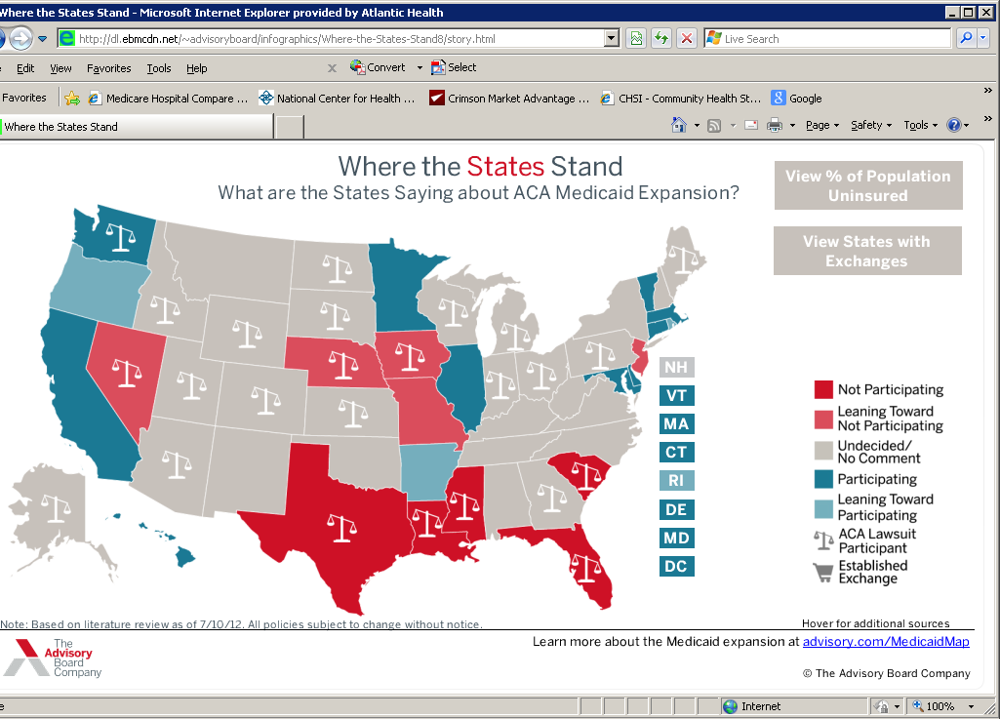 Where the States Stand - Microsoft Internet Explorer provided by Atlantic Health
http://dl.ebmcdn.net/~advisoryboard/infographics/Where-the-States-Stand8/story.html
Live Search
Edit View Favorites Tools Help
x Convert Select
Favorites Medicare Hospital Compare ... National Center for Health ... Crimson Market Advantage ... CHSI - Community Health St... 8 Google
Where the States Stand
Page Safety Tools
Where the States Stand
What are the States Saying about ACA Medicaid Expansion?
View % of Population
Uninsured
View States with
Exchanges
NH
VT
MA
CT
RI
DE
MD
DC
Not Participating
Leaning Toward
Not Participating
Undecided/
No Comment
Participating
Leaning Toward
Participating
ACA Lawsuit
Participant
Established
Exchange
Note: Based on literature review as of 7/10/12. All policies subject to change without notice.
Hover for additional sources
Learn more about the Medicaid expansion at advisory.com/MedicaidMap
The
Advisory
Board
Company
© The Advisory Board Company
e
Internet
100%